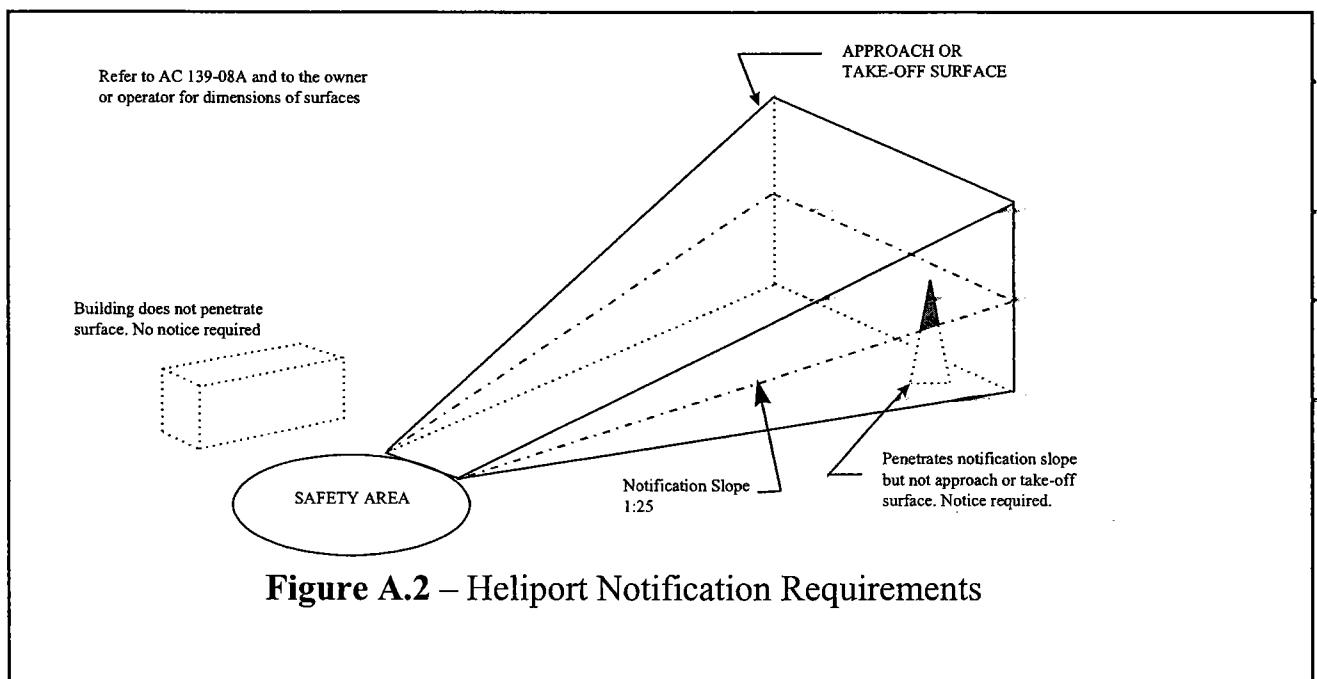 Refer to AC 139-08A and to the owner
or operator for dimensions of surfaces
APPROACH OR
TAKE-OFF SURFACE
Building does not penetrate
surface. No notice required
SAFETY AREA
Notification Slope
1:25
Penetrates notification slope
but not approach or take-off
surface. Notice required.
Figure A.2 – Heliport Notification Requirements